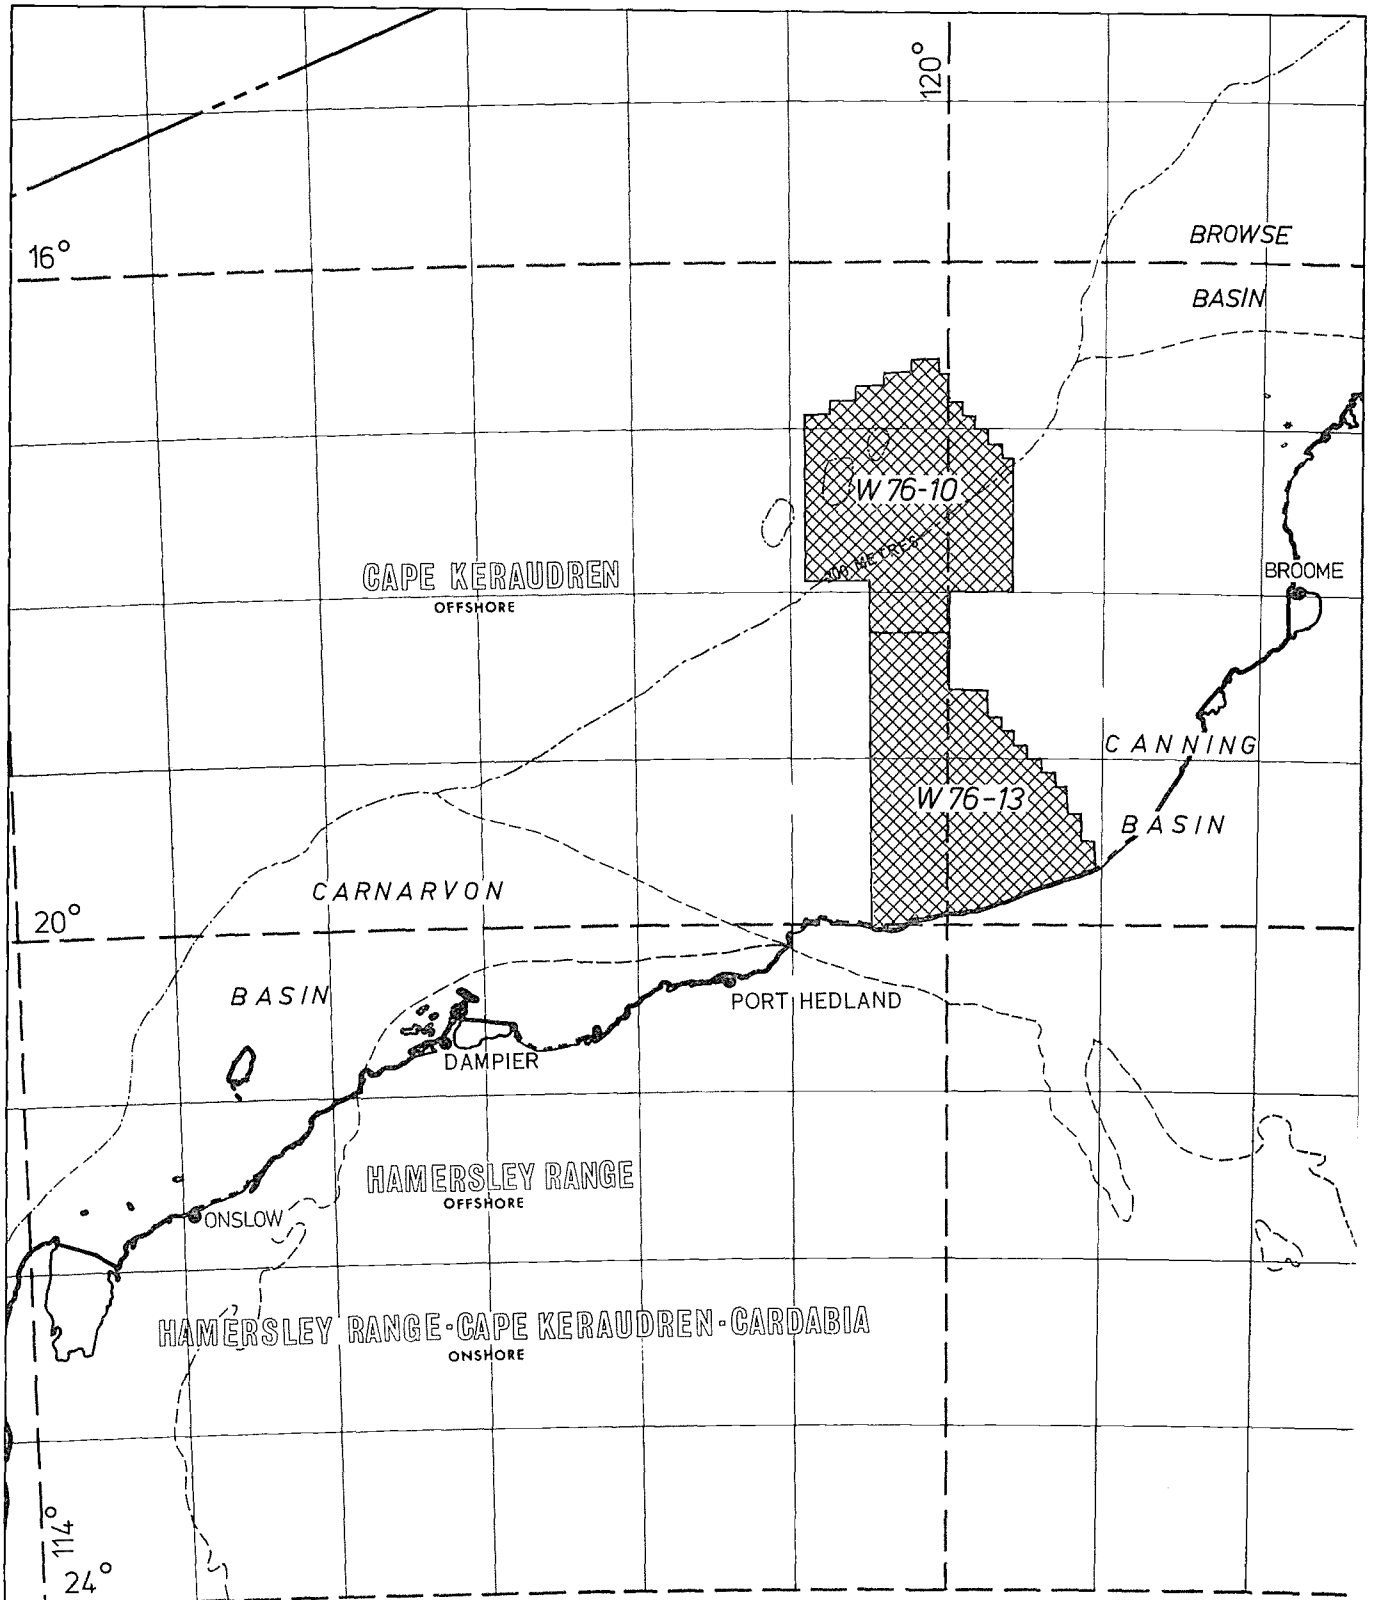 120°
16°
BROWSE
BASIN
W 76-10
200 METRES
CAPE KERAUDREN
OFFSHORE
BROOME
CANNING
W 76-13
BASIN
CARNARVON
20°
BASIN
PORT HEDLAND
DAMPIER
HAMERSLEY RANGE
OFFSHORE
ONSLOW
HAMERSLEY RANGE-CAPE KERAUDREN-CARDABIA
ONSHORE
114°
24°